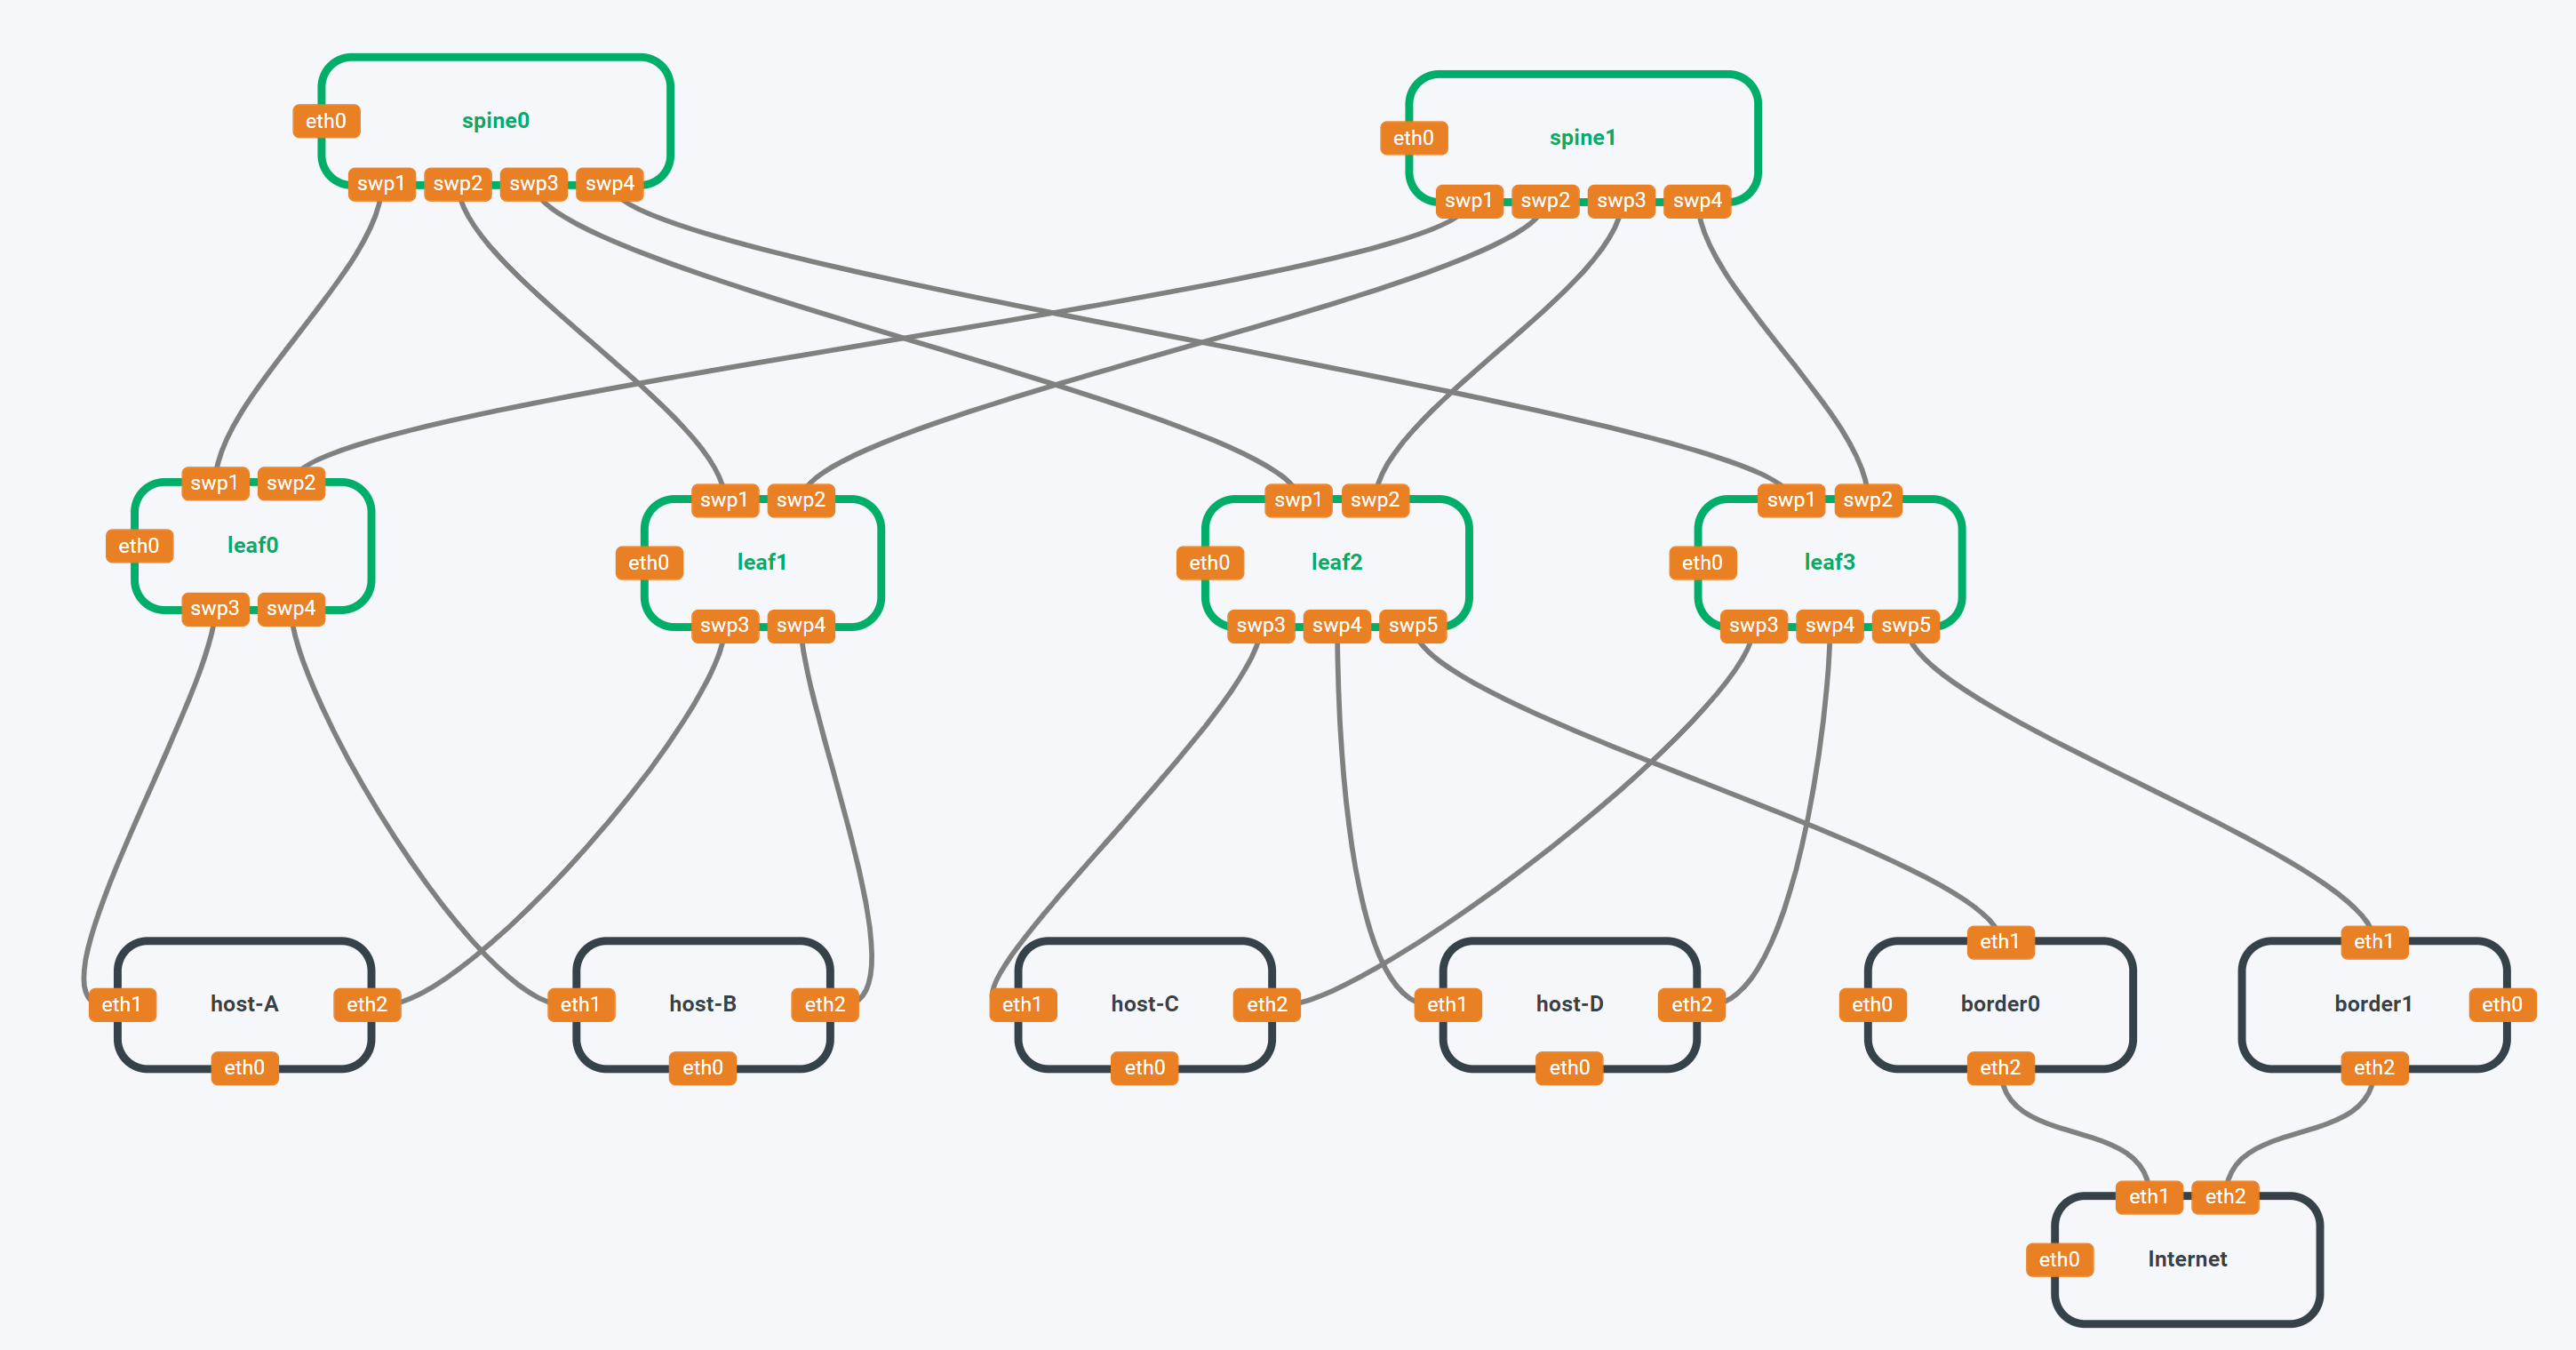 spine0
eth0
swp1 swp2 swp3 swp4
spine1
eth0
swp1 swp2 swp3 swp4
swp1 swp2
eth0 leaf0
swp3 swp4
swp1 swp2
eth0 leaf1
swp3 swp4
swp1 swp2
eth0 leaf2
swp3 swp4 swp5
swp1 swp2
eth0 leaf3
swp3 swp4 swp5
eth1 host-A eth2
eth0
eth1 host-B eth2
eth0
eth1 host-C eth2
eth0
eth1 host-D eth2
eth0
eth1
eth0 border0
eth2
eth1
border1 eth0
eth2
eth1 eth2
eth0 Internet